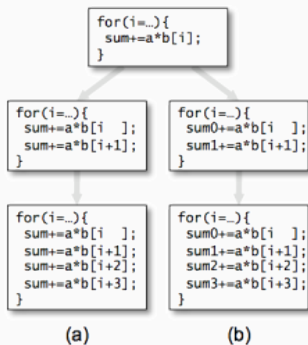 for(i=…){
sum+=a*b[i];
}
for(i=…){
sum+=a*b[i  ];
sum+=a*b[i+1];
}
for(i=…){
sum0+=a*b[i  ];
sum1+=a*b[i+1];
}
for(i=…){
sum+=a*b[i  ];
sum+=a*b[i+1];
sum+=a*b[i+2];
sum+=a*b[i+3];
}
for(i=…){
sum0+=a*b[i  ];
sum1+=a*b[i+1];
sum2+=a*b[i+2];
sum3+=a*b[i+3];
}
(a)
(b)